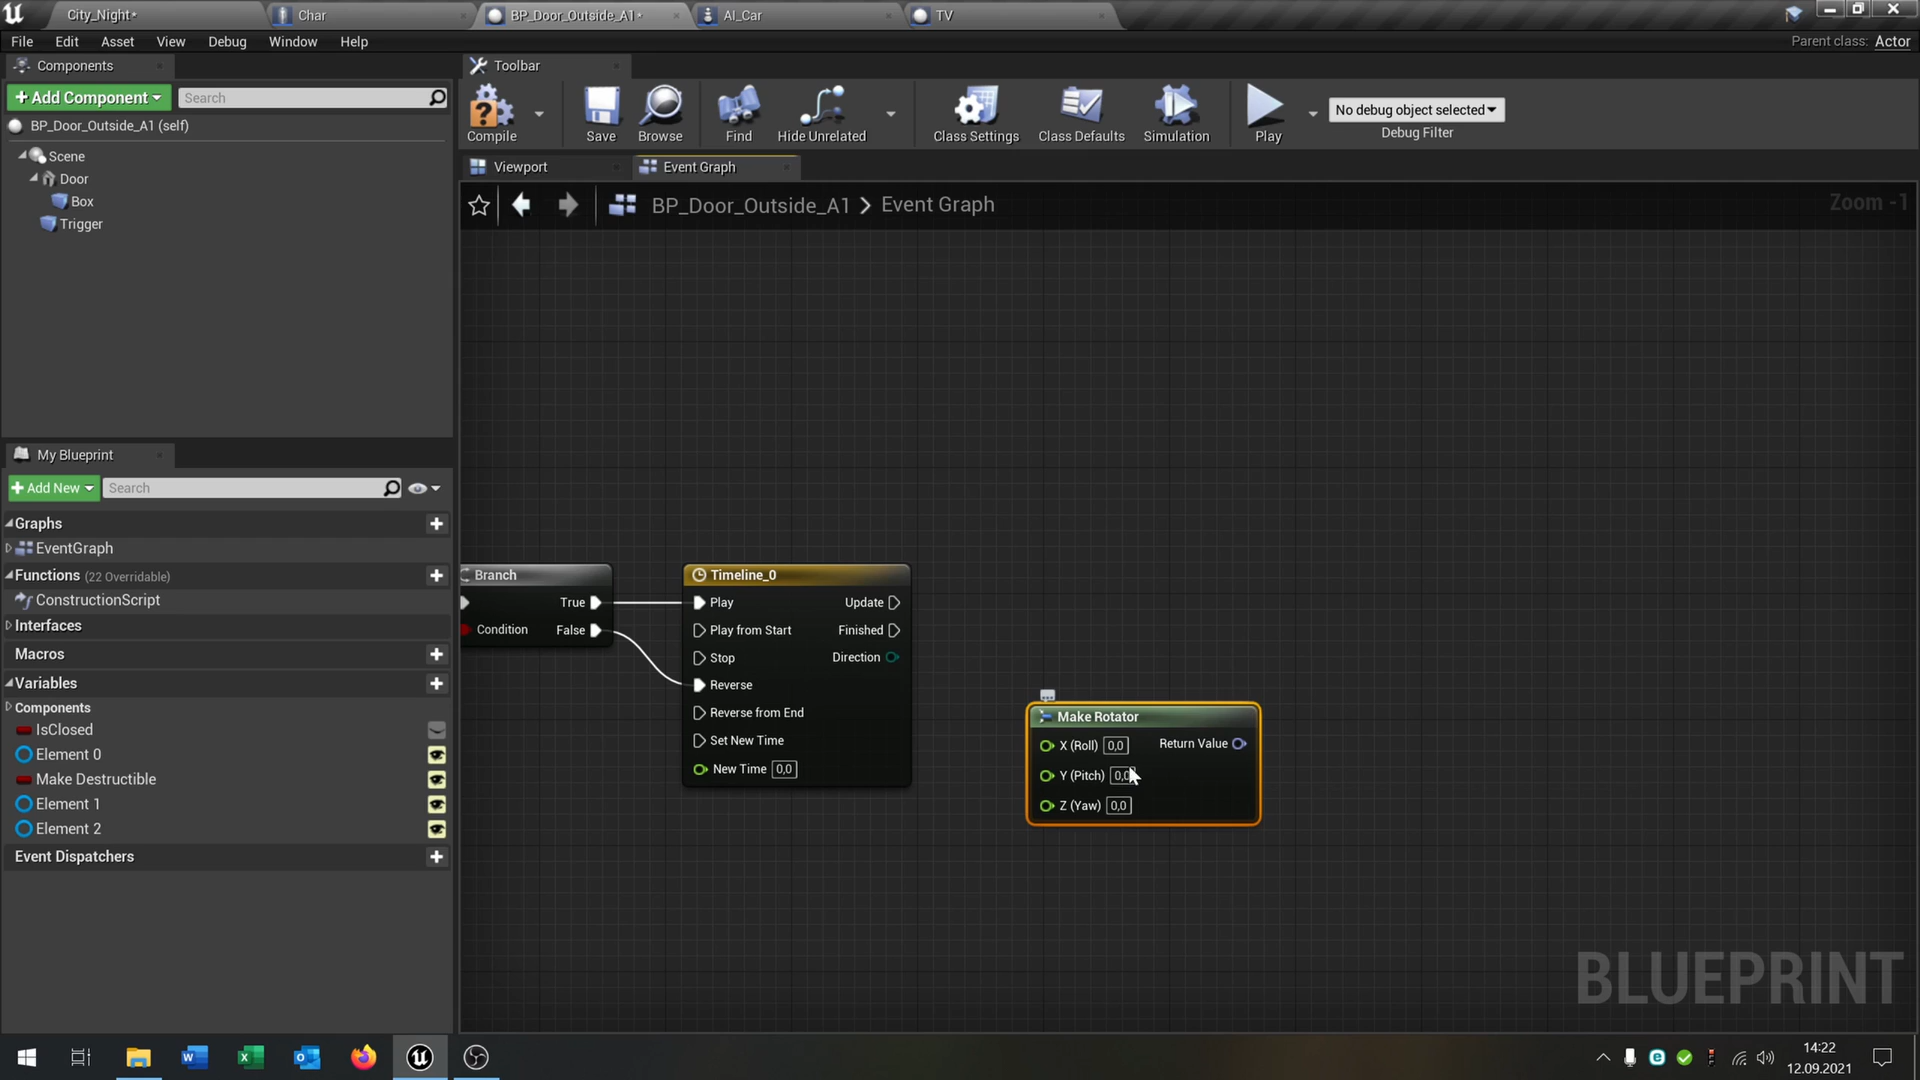 City_Night*
Char
BP_Door_Outside_A1*
AI_Car
TV
File Edit Asset View Debug Window Help
Parent class: Actor
Components
Toolbar
+ Add Component
Search
BP_Door_Outside_A1 (self)
Scene
Door
Box
Trigger
Compile
Save
Browse
Find
Hide Unrelated
Class Settings
Class Defaults
Simulation
Play
No debug object selected
Debug Filter
Viewport
Event Graph
BP_Door_Outside_A1 > Event Graph
Zoom -1
My Blueprint
+ Add New
Search
Graphs
EventGraph
Functions (22 Overridable)
ConstructionScript
Interfaces
Macros
Variables
Components
IsClosed
Element 0
Make Destructible
Element 1
Element 2
Event Dispatchers
Branch
True
Condition False
Timeline_0
Play Update
Play from Start Finished
Stop Direction
Reverse
Reverse from End
Set New Time
New Time 0,0
Make Rotator
X (Roll) 0,0 Return Value
Y (Pitch) 0,0
Z (Yaw) 0,0
BLUEPRINT
14:22
12.09.2021